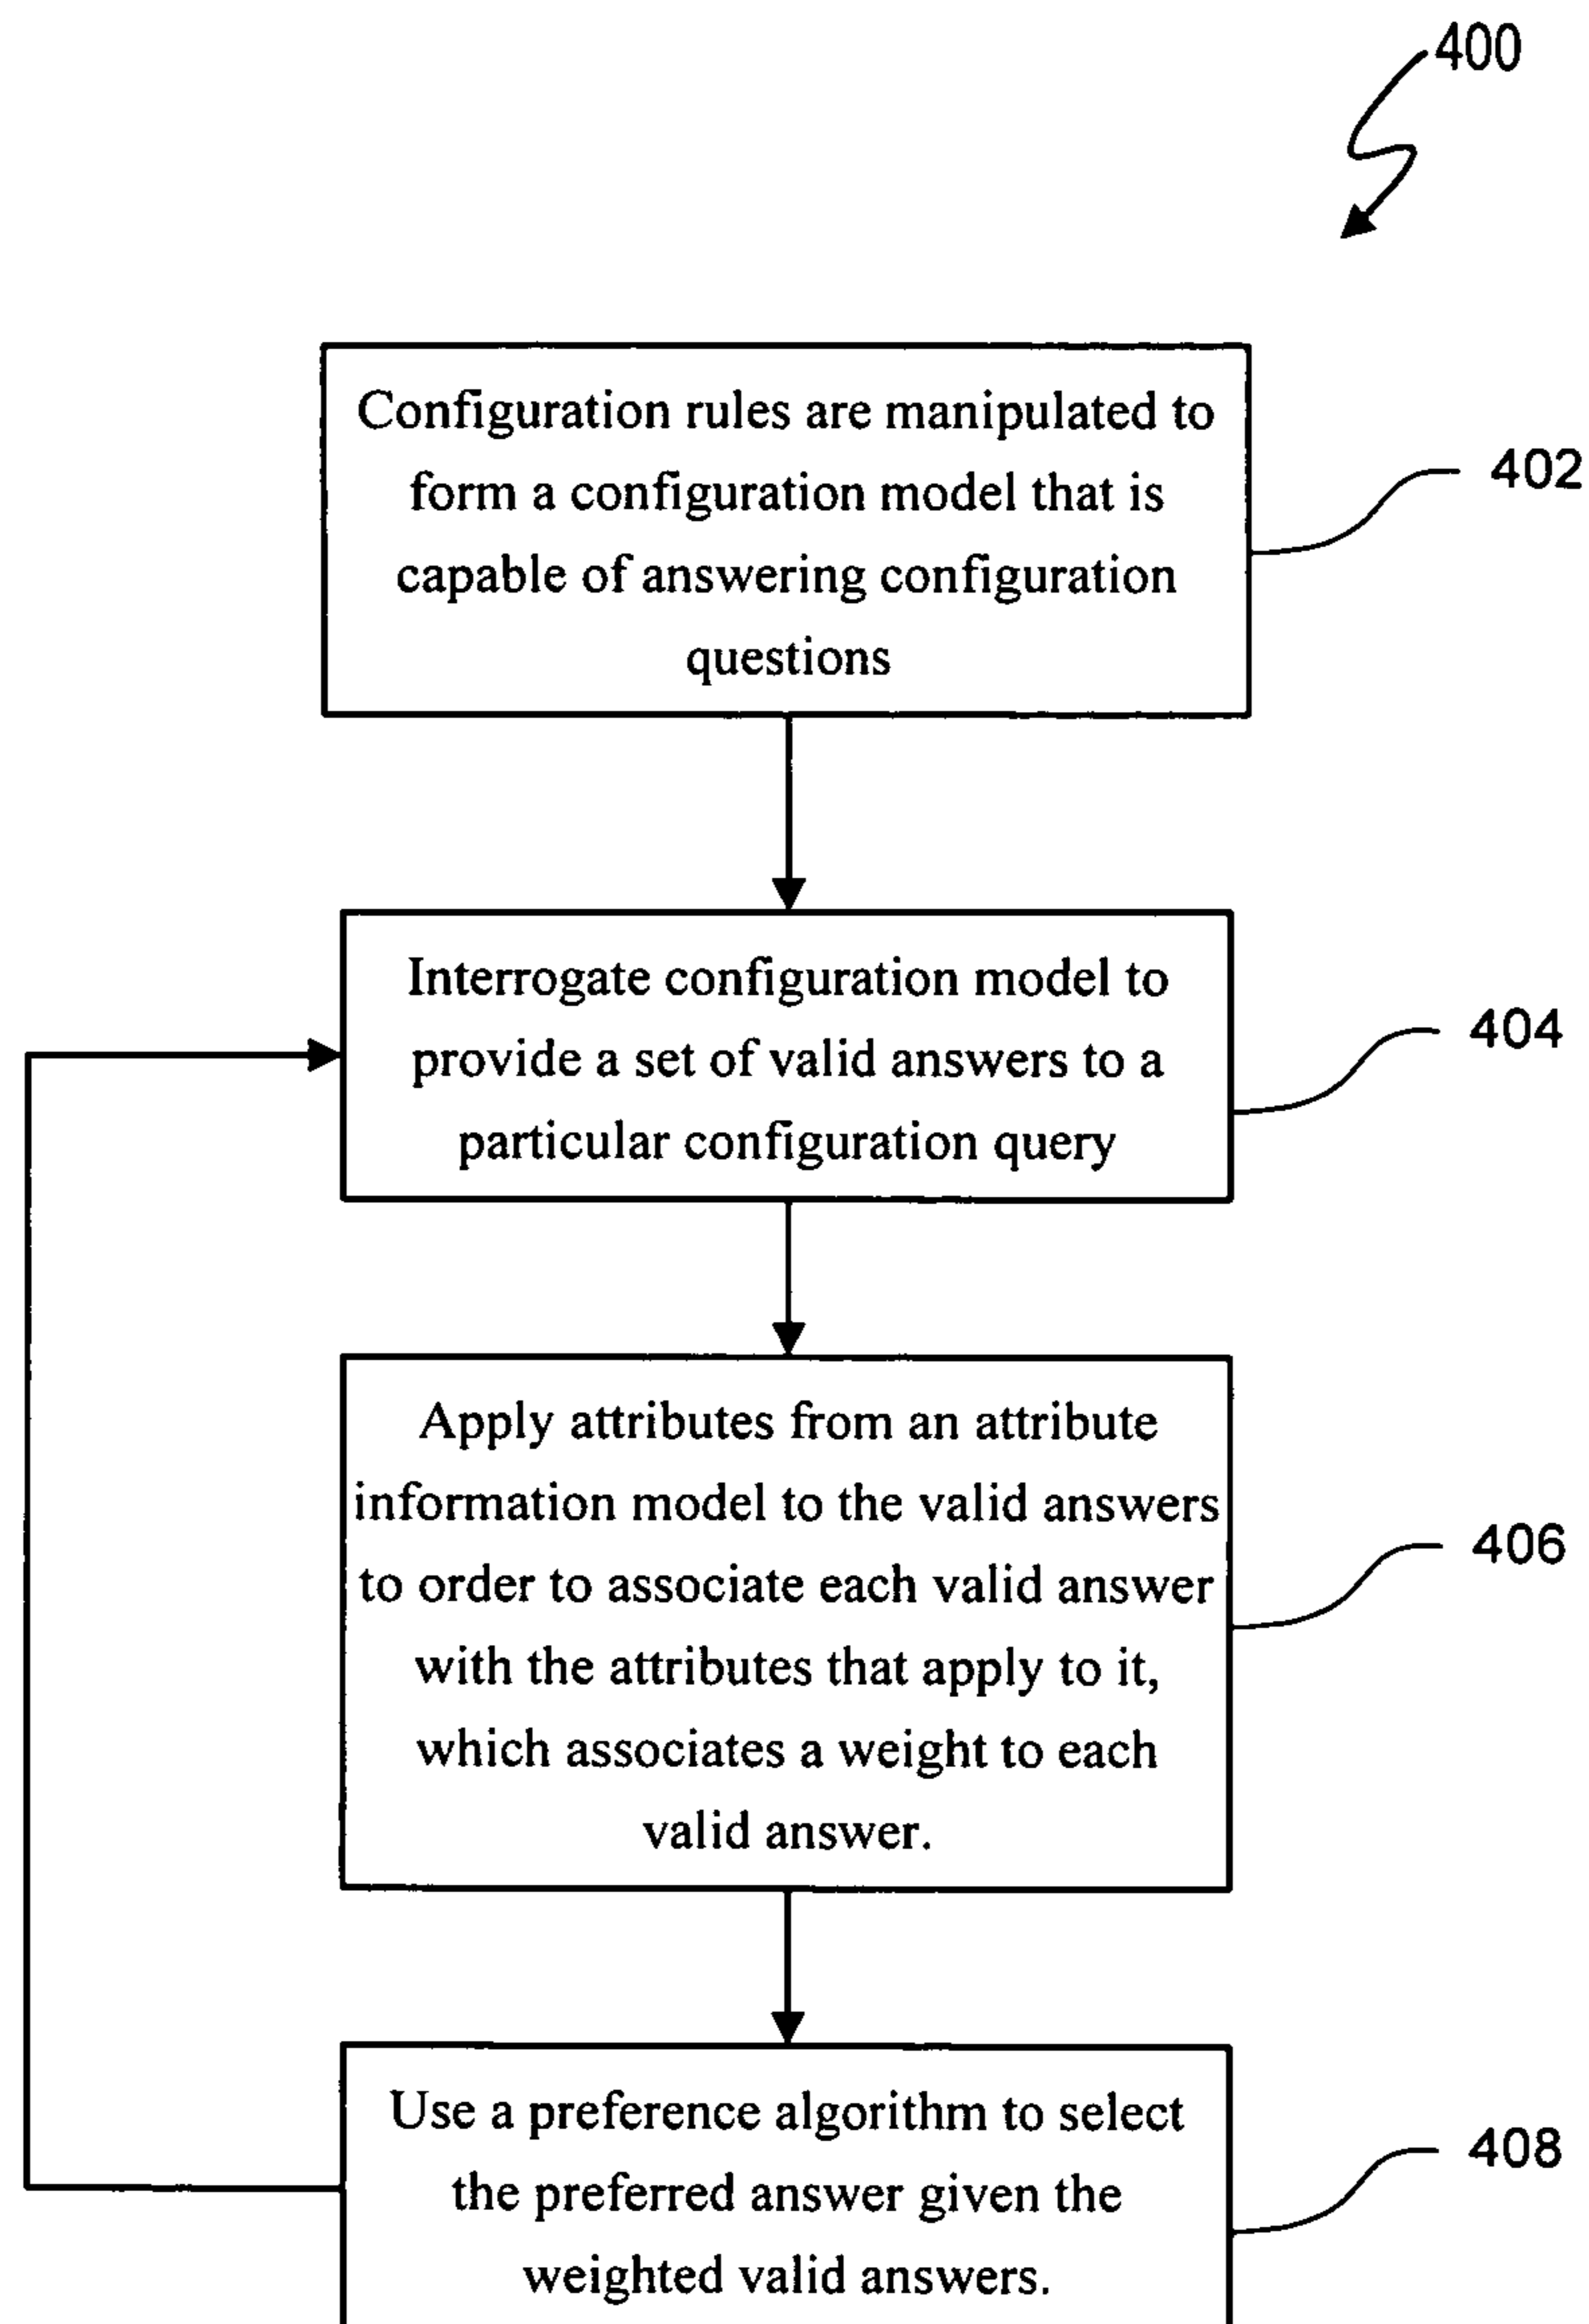 400
Configuration rules are manipulated to
form a configuration model that is
capable of answering configuration
questions
402
Interrogate configuration model to
provide a set of valid answers to a
particular configuration query
404
Apply attributes from an attribute
information model to the valid answers
to order to associate each valid answer
with the attributes that apply to it,
which associates a weight to each
valid answer.
406
Use a preference algorithm to select
the preferred answer given the
weighted valid answers.
408